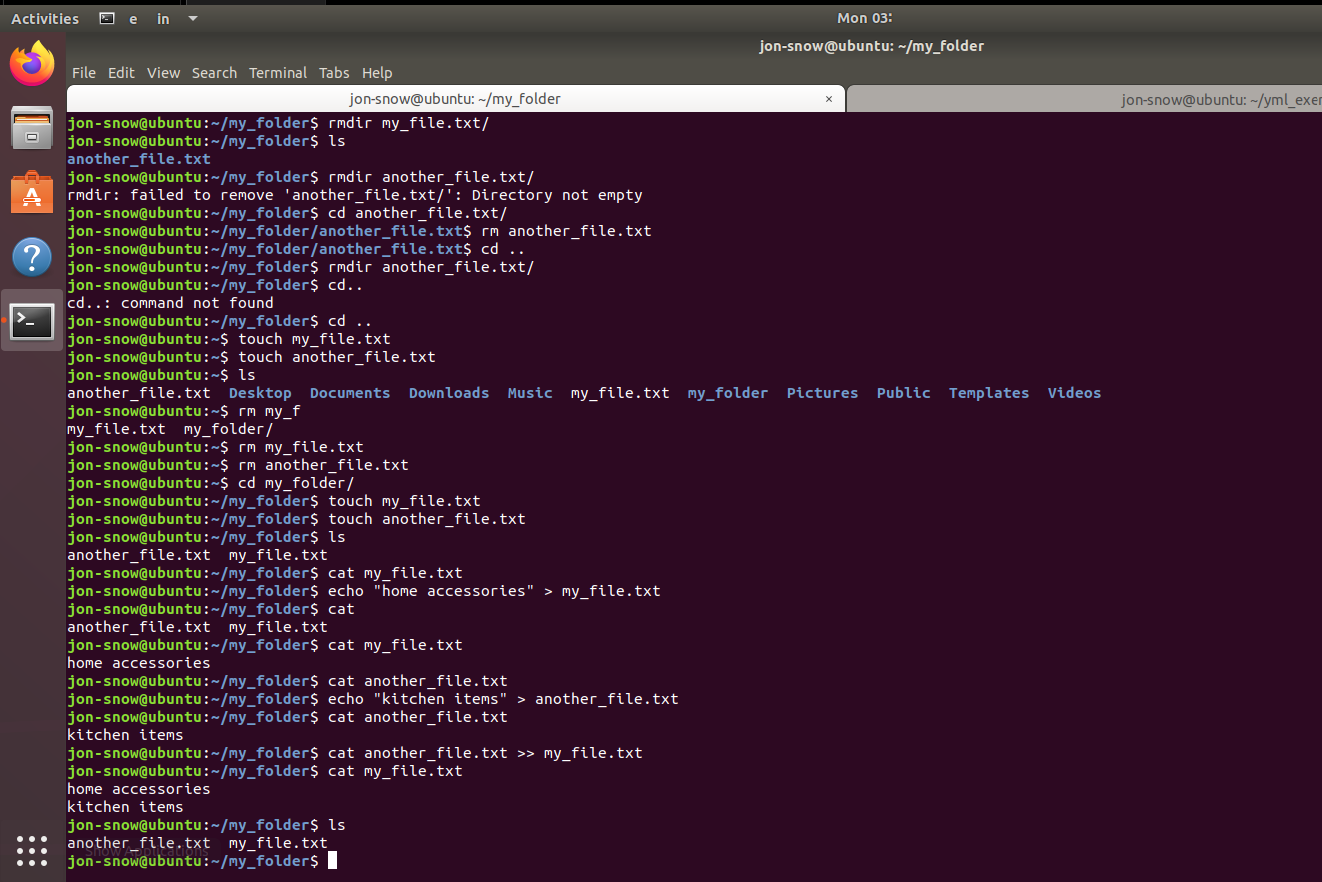 Activities e in Mon 03:
jon-snow@ubuntu: ~/my_folder
File Edit View Search Terminal Tabs Help
jon-snow@ubuntu: ~/my_folder × jon-snow@ubuntu: ~/yml_exer
jon-snow@ubuntu:~/my_folder$ rmdir my_file.txt/
jon-snow@ubuntu:~/my_folder$ ls
another_file.txt
jon-snow@ubuntu:~/my_folder$ rmdir another_file.txt/
rmdir: failed to remove 'another_file.txt/': Directory not empty
jon-snow@ubuntu:~/my_folder$ cd another_file.txt/
jon-snow@ubuntu:~/my_folder/another_file.txt$ rm another_file.txt
jon-snow@ubuntu:~/my_folder/another_file.txt$ cd ..
jon-snow@ubuntu:~/my_folder$ rmdir another_file.txt/
jon-snow@ubuntu:~/my_folder$ cd..
cd..: command not found
jon-snow@ubuntu:~/my_folder$ cd ..
jon-snow@ubuntu:~$ touch my_file.txt
jon-snow@ubuntu:~$ touch another_file.txt
jon-snow@ubuntu:~$ ls
another_file.txt Desktop Documents Downloads Music my_file.txt my_folder Pictures Public Templates Videos
jon-snow@ubuntu:~$ rm my_f
my_file.txt my_folder/
jon-snow@ubuntu:~$ rm my_file.txt
jon-snow@ubuntu:~$ rm another_file.txt
jon-snow@ubuntu:~$ cd my_folder/
jon-snow@ubuntu:~/my_folder$ touch my_file.txt
jon-snow@ubuntu:~/my_folder$ touch another_file.txt
jon-snow@ubuntu:~/my_folder$ ls
another_file.txt my_file.txt
jon-snow@ubuntu:~/my_folder$ cat my_file.txt
jon-snow@ubuntu:~/my_folder$ echo "home accessories" > my_file.txt
jon-snow@ubuntu:~/my_folder$ cat
another_file.txt my_file.txt
jon-snow@ubuntu:~/my_folder$ cat my_file.txt
home accessories
jon-snow@ubuntu:~/my_folder$ cat another_file.txt
jon-snow@ubuntu:~/my_folder$ echo "kitchen items" > another_file.txt
jon-snow@ubuntu:~/my_folder$ cat another_file.txt
kitchen items
jon-snow@ubuntu:~/my_folder$ cat another_file.txt >> my_file.txt
jon-snow@ubuntu:~/my_folder$ cat my_file.txt
home accessories
kitchen items
jon-snow@ubuntu:~/my_folder$ ls
another_file.txt my_file.txt
Show Applications
jon-snow@ubuntu:~/my_folder$